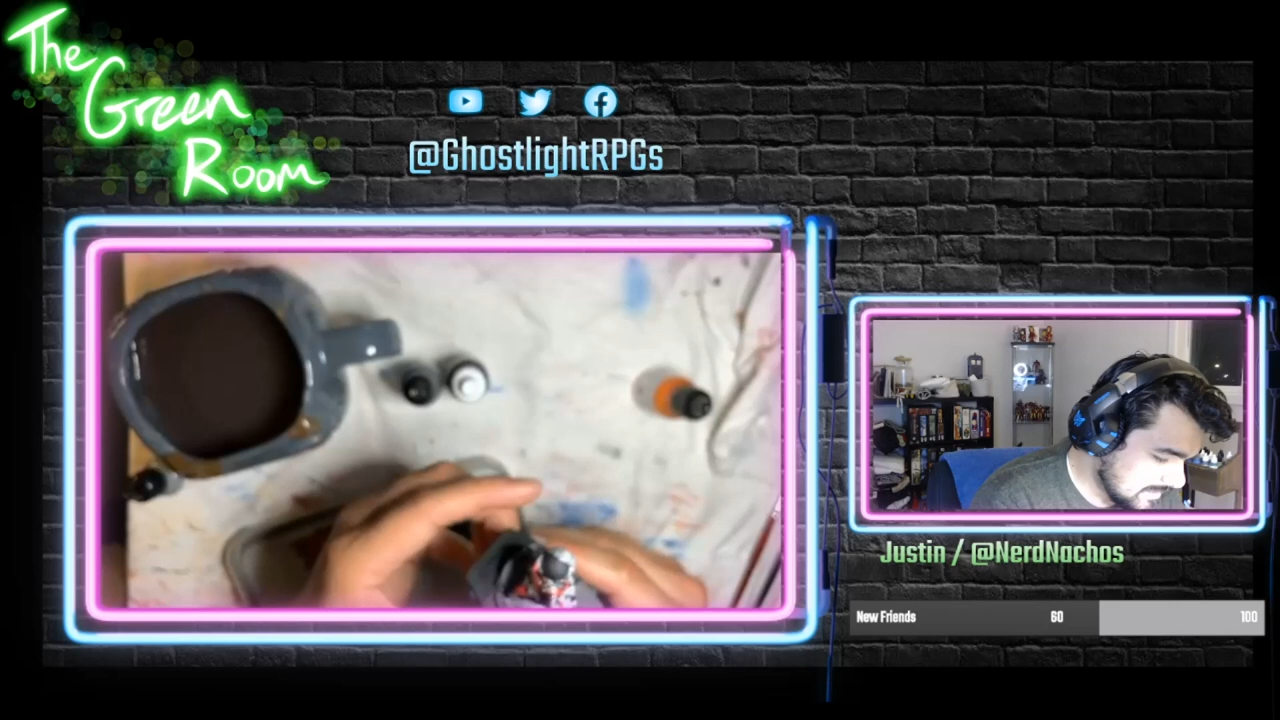 The
Green
Room
@GhostlightRPGs
Justin / @NerdNachos
New Friends 60 100